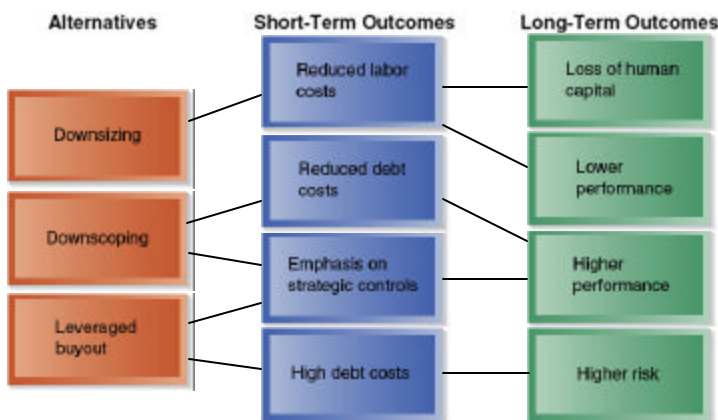 Alternatives
Short-Term Outcomes
Long-Term Outcomes
Downsizing
Downscoping
Leveraged
buyout
Reduced labor
costs
Reduced debt
costs
Emphasis on
strategic controls
High debt costs
Loss of human
capital
Lower
performance
Higher
performance
Higher risk